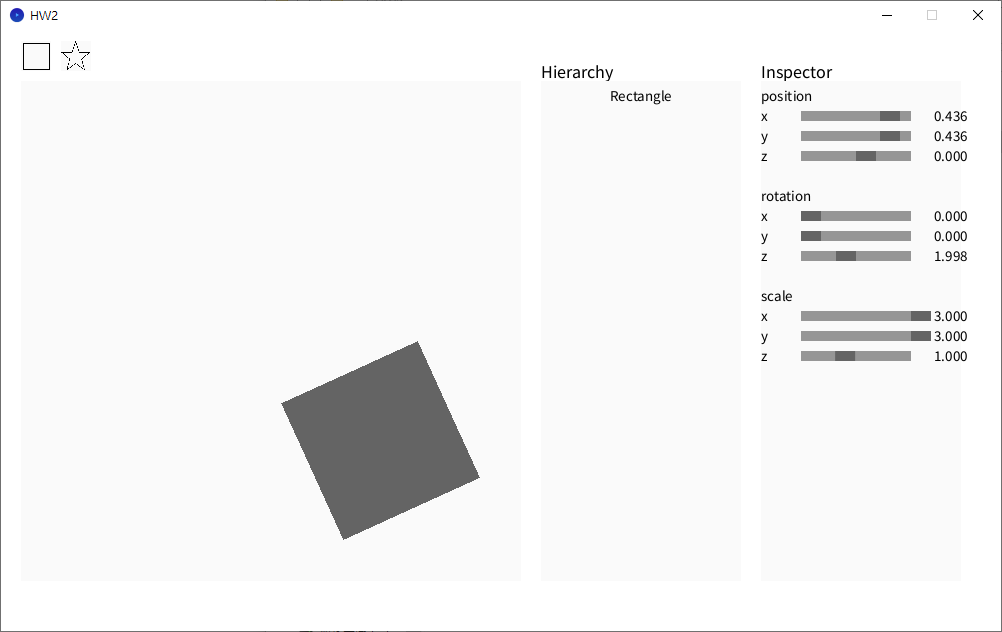 HW2
Hierarchy
Rectangle
Inspector
position
x 0.436
y 0.436
z 0.000
rotation
x 0.000
y 0.000
z 1.998
scale
x 3.000
y 3.000
z 1.000